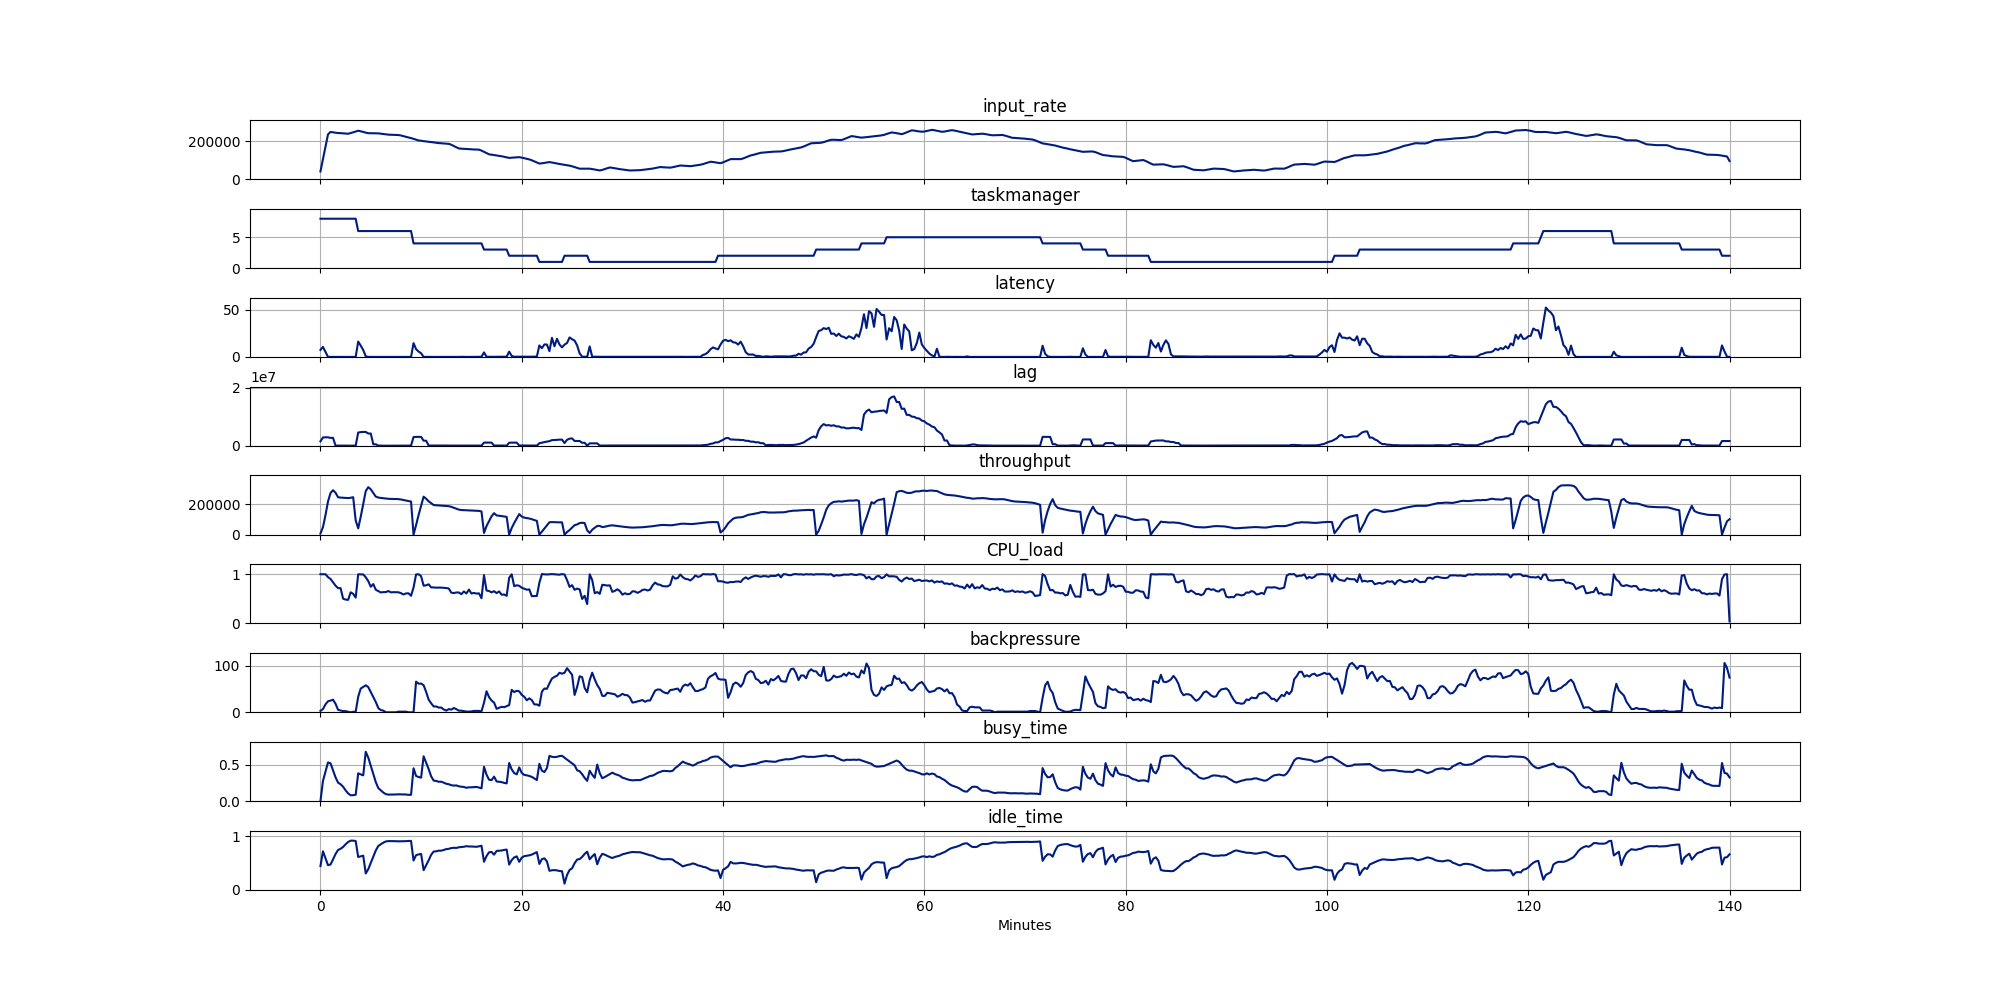 input_rate
200000
0
taskmanager
5
0
latency
50
0
1e7
lag
2
0
throughput
200000
0
CPU_load
1
0
backpressure
100
0
busy_time
0.5
0.0
idle_time
1
0
0 20 40 60 80 100 120 140
Minutes